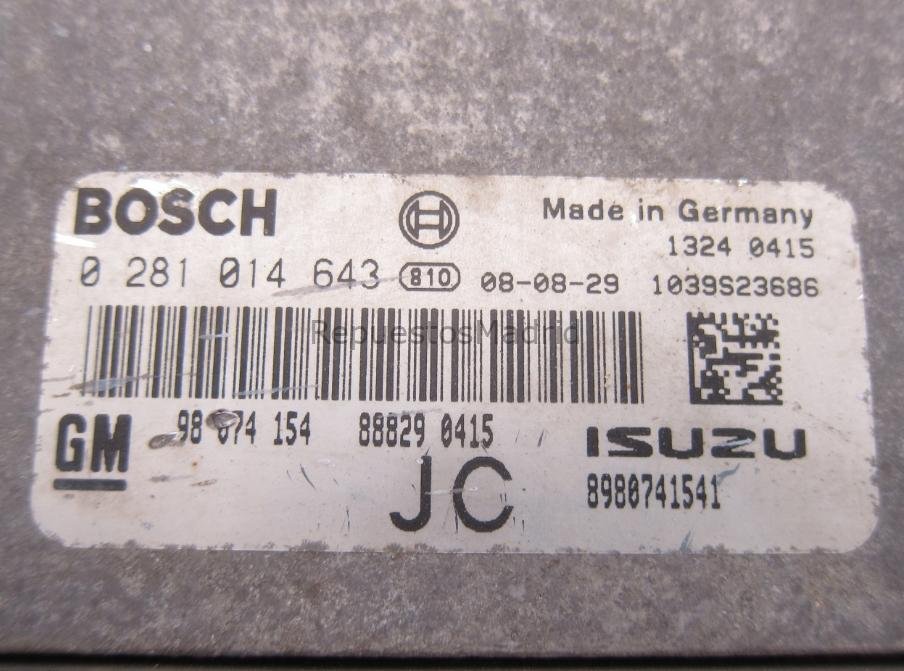 BOSCH
Made in Germany
1324 0415
0 281 014 643 810 08-08-29 1039S23686
RepuestosMadrid
GM 98 074 154 88829 0415 ISUZU
JC 8980741541